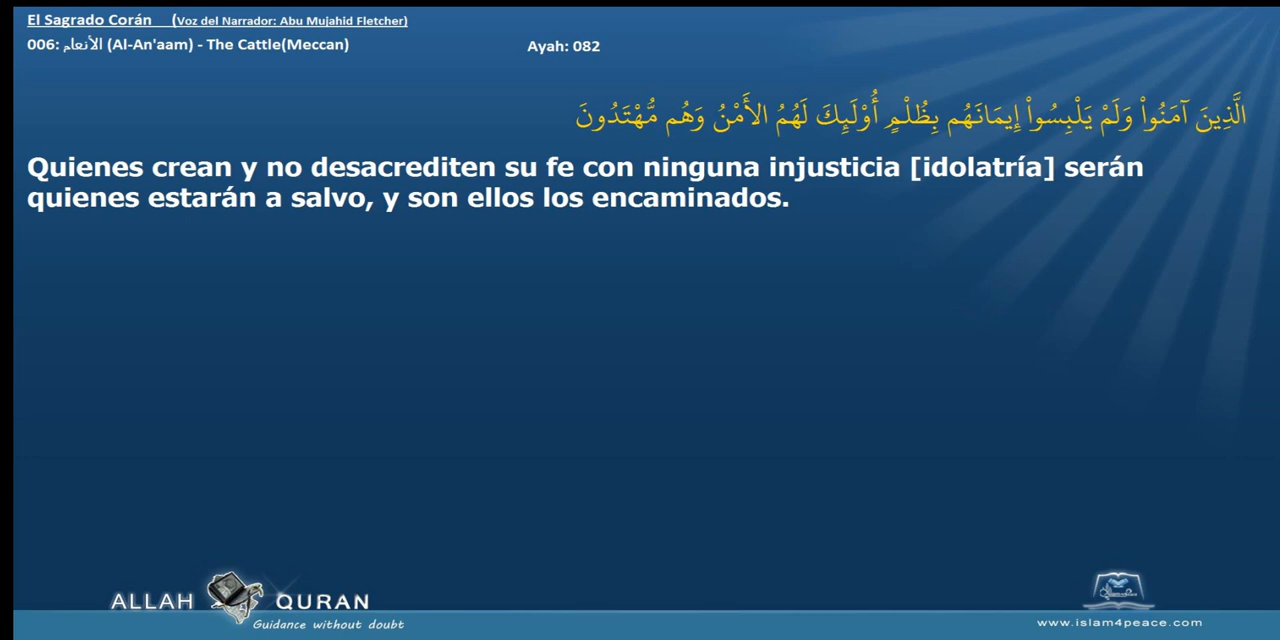 El Sagrado Corán (Voz del Narrador: Abu Mujahid Fletcher)
006: الأنعام (Al-An'aam) - The Cattle(Meccan) Ayah: 082
الَّذِينَ آمَنُواْ وَلَمْ يَلْبِسُواْ إِيمَانَهُم بِظُلْمٍ أُوْلَئِكَ لَهُمُ الأَمْنُ وَهُم مُّهْتَدُونَ
Quienes crean y no desacrediten su fe con ninguna injusticia [idolatría] serán
quienes estarán a salvo, y son ellos los encaminados.
ALLAH QURAN
Guidance without doubt
www.islam4peace.com